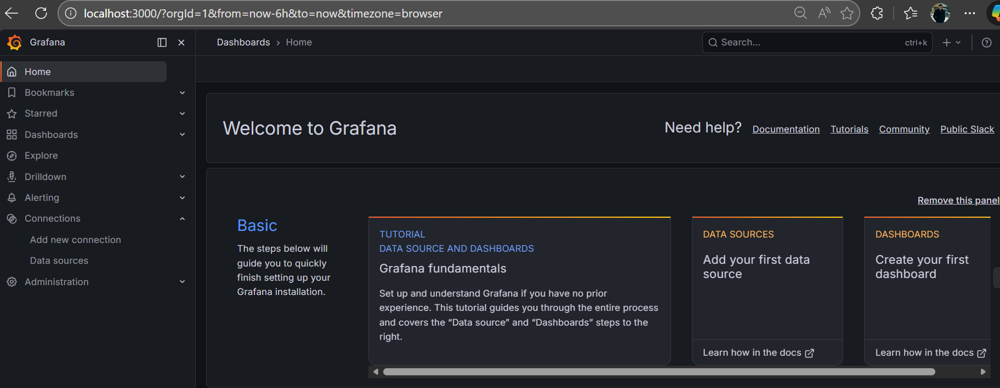 localhost:3000/?orgId=1&from=now-6h&to=now&timezone=browser
Grafana
Dashboards › Home
Search...
ctrl+k
Home
Bookmarks
Starred
Dashboards
Explore
Drilldown
Alerting
Connections
Add new connection
Data sources
Administration
Welcome to Grafana
Need help?
Documentation
Tutorials
Community
Public Slack
Remove this panel
Basic
The steps below will
guide you to quickly
finish setting up your
Grafana installation.
TUTORIAL
DATA SOURCE AND DASHBOARDS
Grafana fundamentals
Set up and understand Grafana if you have no prior
experience. This tutorial guides you through the entire process
and covers the “Data source” and “Dashboards” steps to the
right.
DATA SOURCES
Add your first data
source
Learn how in the docs
DASHBOARDS
Create your first
dashboard
Learn how in the docs